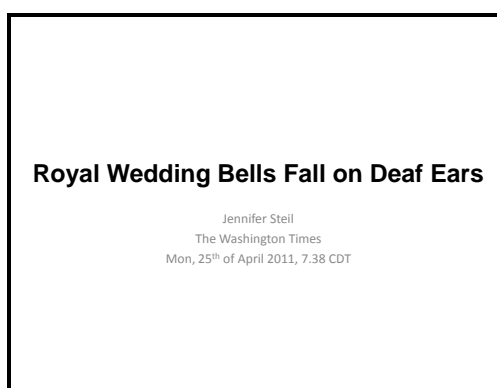 Royal Wedding Bells Fall on Deaf Ears
Jennifer Steil
The Washington Times
Mon, 25th of April 2011, 7.38 CDT